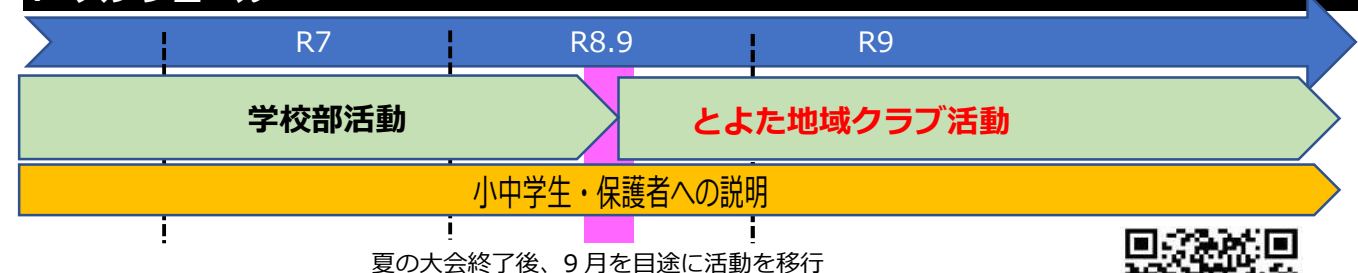 R7 R8.9 R9
学校部活動 とよた地域クラブ活動
小中学生・保護者への説明
夏の大会終了後、9月を目途に活動を移行